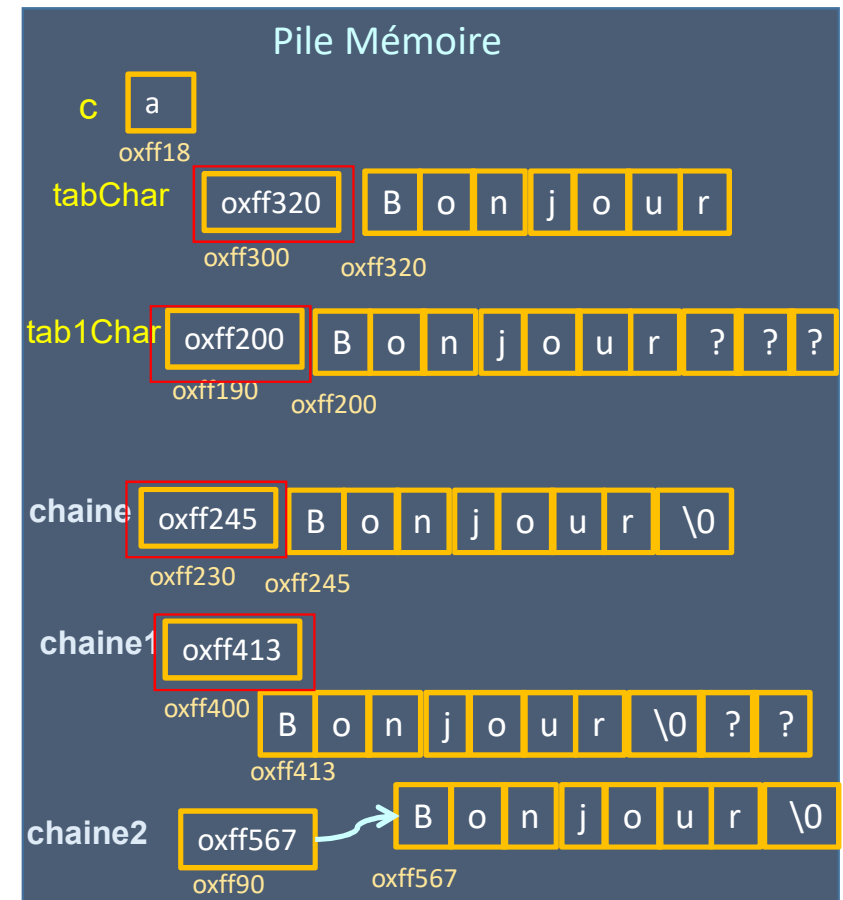 Pile Mémoire
c a
oxff18
tabChar oxff320 B o n j o u r
oxff300 oxff320
tab1Char oxff200 B o n j o u r ? ? ?
oxff190 oxff200
chaine oxff245 B o n j o u r \0
oxff230 oxff245
chaine1 oxff413
oxff400 B o n j o u r \0 ? ?
oxff413
chaine2 oxff567 B o n j o u r \0
oxff90 oxff567